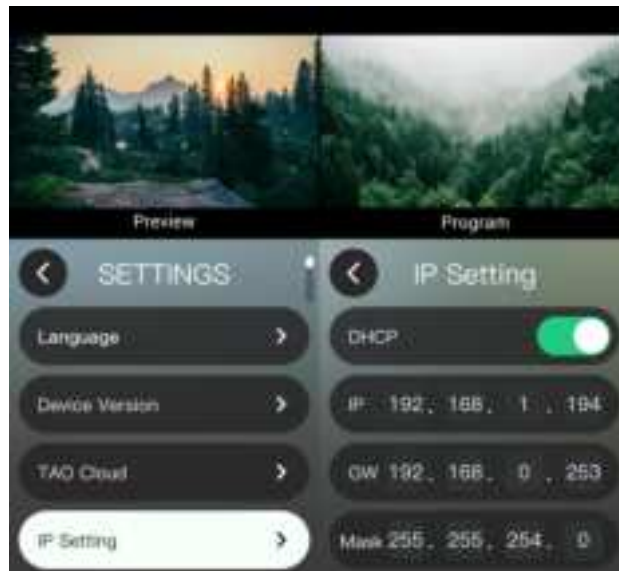 Preview
Program
SETTINGS
Language
Device Version
TAO Cloud
IP Setting
IP Setting
DHCP
IP 192. 168. 1 . 194
GW 192. 168. 0 . 253
Mask 255. 255. 254. 0